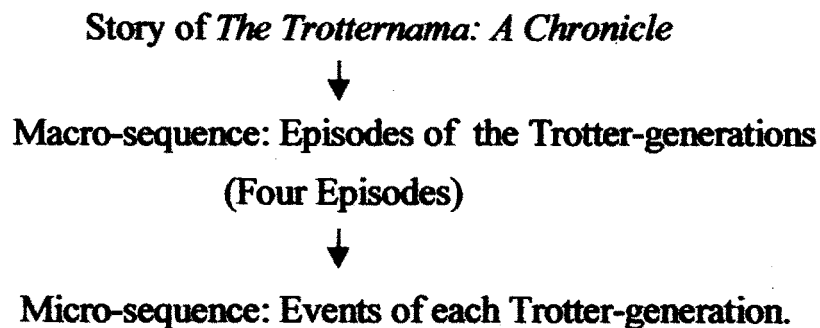 Story of The Trotternama: A Chronicle
Macro-sequence: Episodes of the Trotter-generations
(Four Episodes)
Micro-sequence: Events of each Trotter-generation.